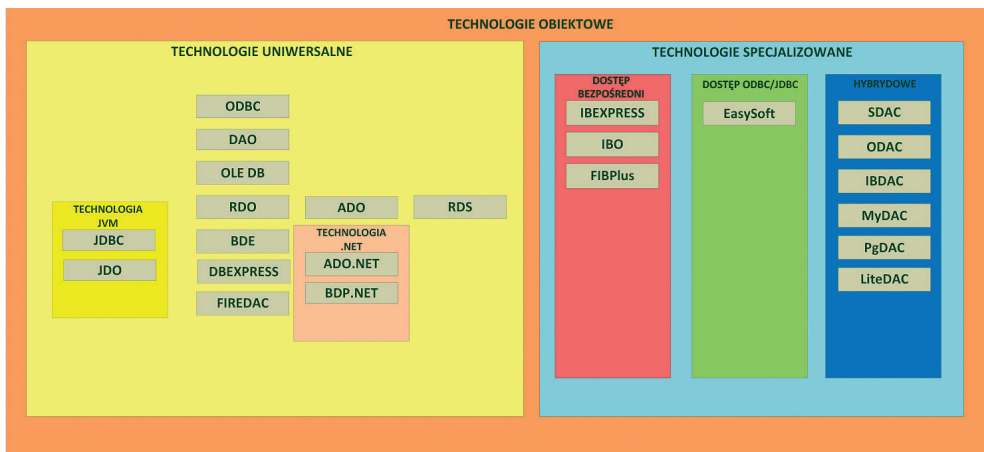 TECHNOLOGIE OBIEKTOWE
TECHNOLOGIE UNIWERSALNE
ODBC
DAO
OLE DB
RDO
ADO
RDS
BDE
DBEXPRESS
FIREDAC
TECHNOLOGIA
JVM
JDBC
JDO
TECHNOLOGIA
.NET
ADO.NET
BDP.NET
TECHNOLOGIE SPECJALIZOWANE
DOSTĘP
BEZPOŚREDNI
IBEXPRESS
IBO
FIBPlus
DOSTĘP ODBC/JDBC
EasySoft
HYBRYDOWE
SDAC
ODAC
IBDAC
MyDAC
PgDAC
LiteDAC